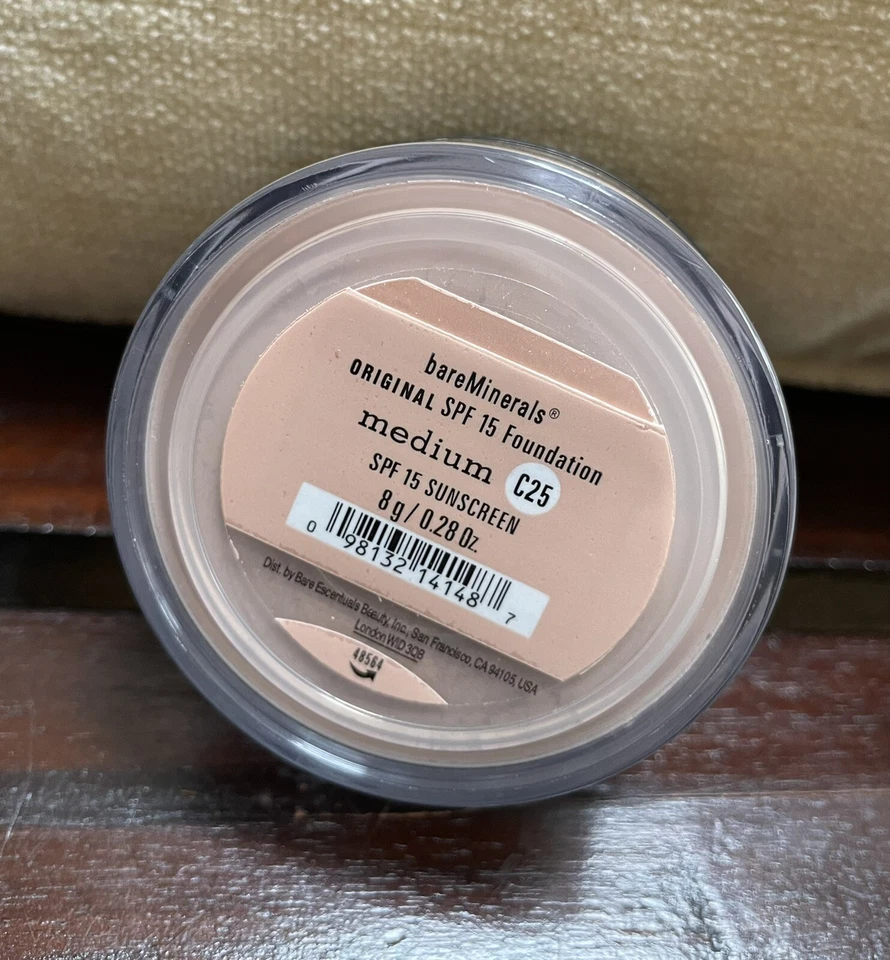 bareMinerals®
ORIGINAL SPF 15 Foundation
medium C25
SPF 15 SUNSCREEN
8 g / 0.28 Oz.
0 98132 14148 7
Dist. by Bare Escentuals Beauty, Inc., San Francisco, CA 94105, USA
London W1D 3QB
48564